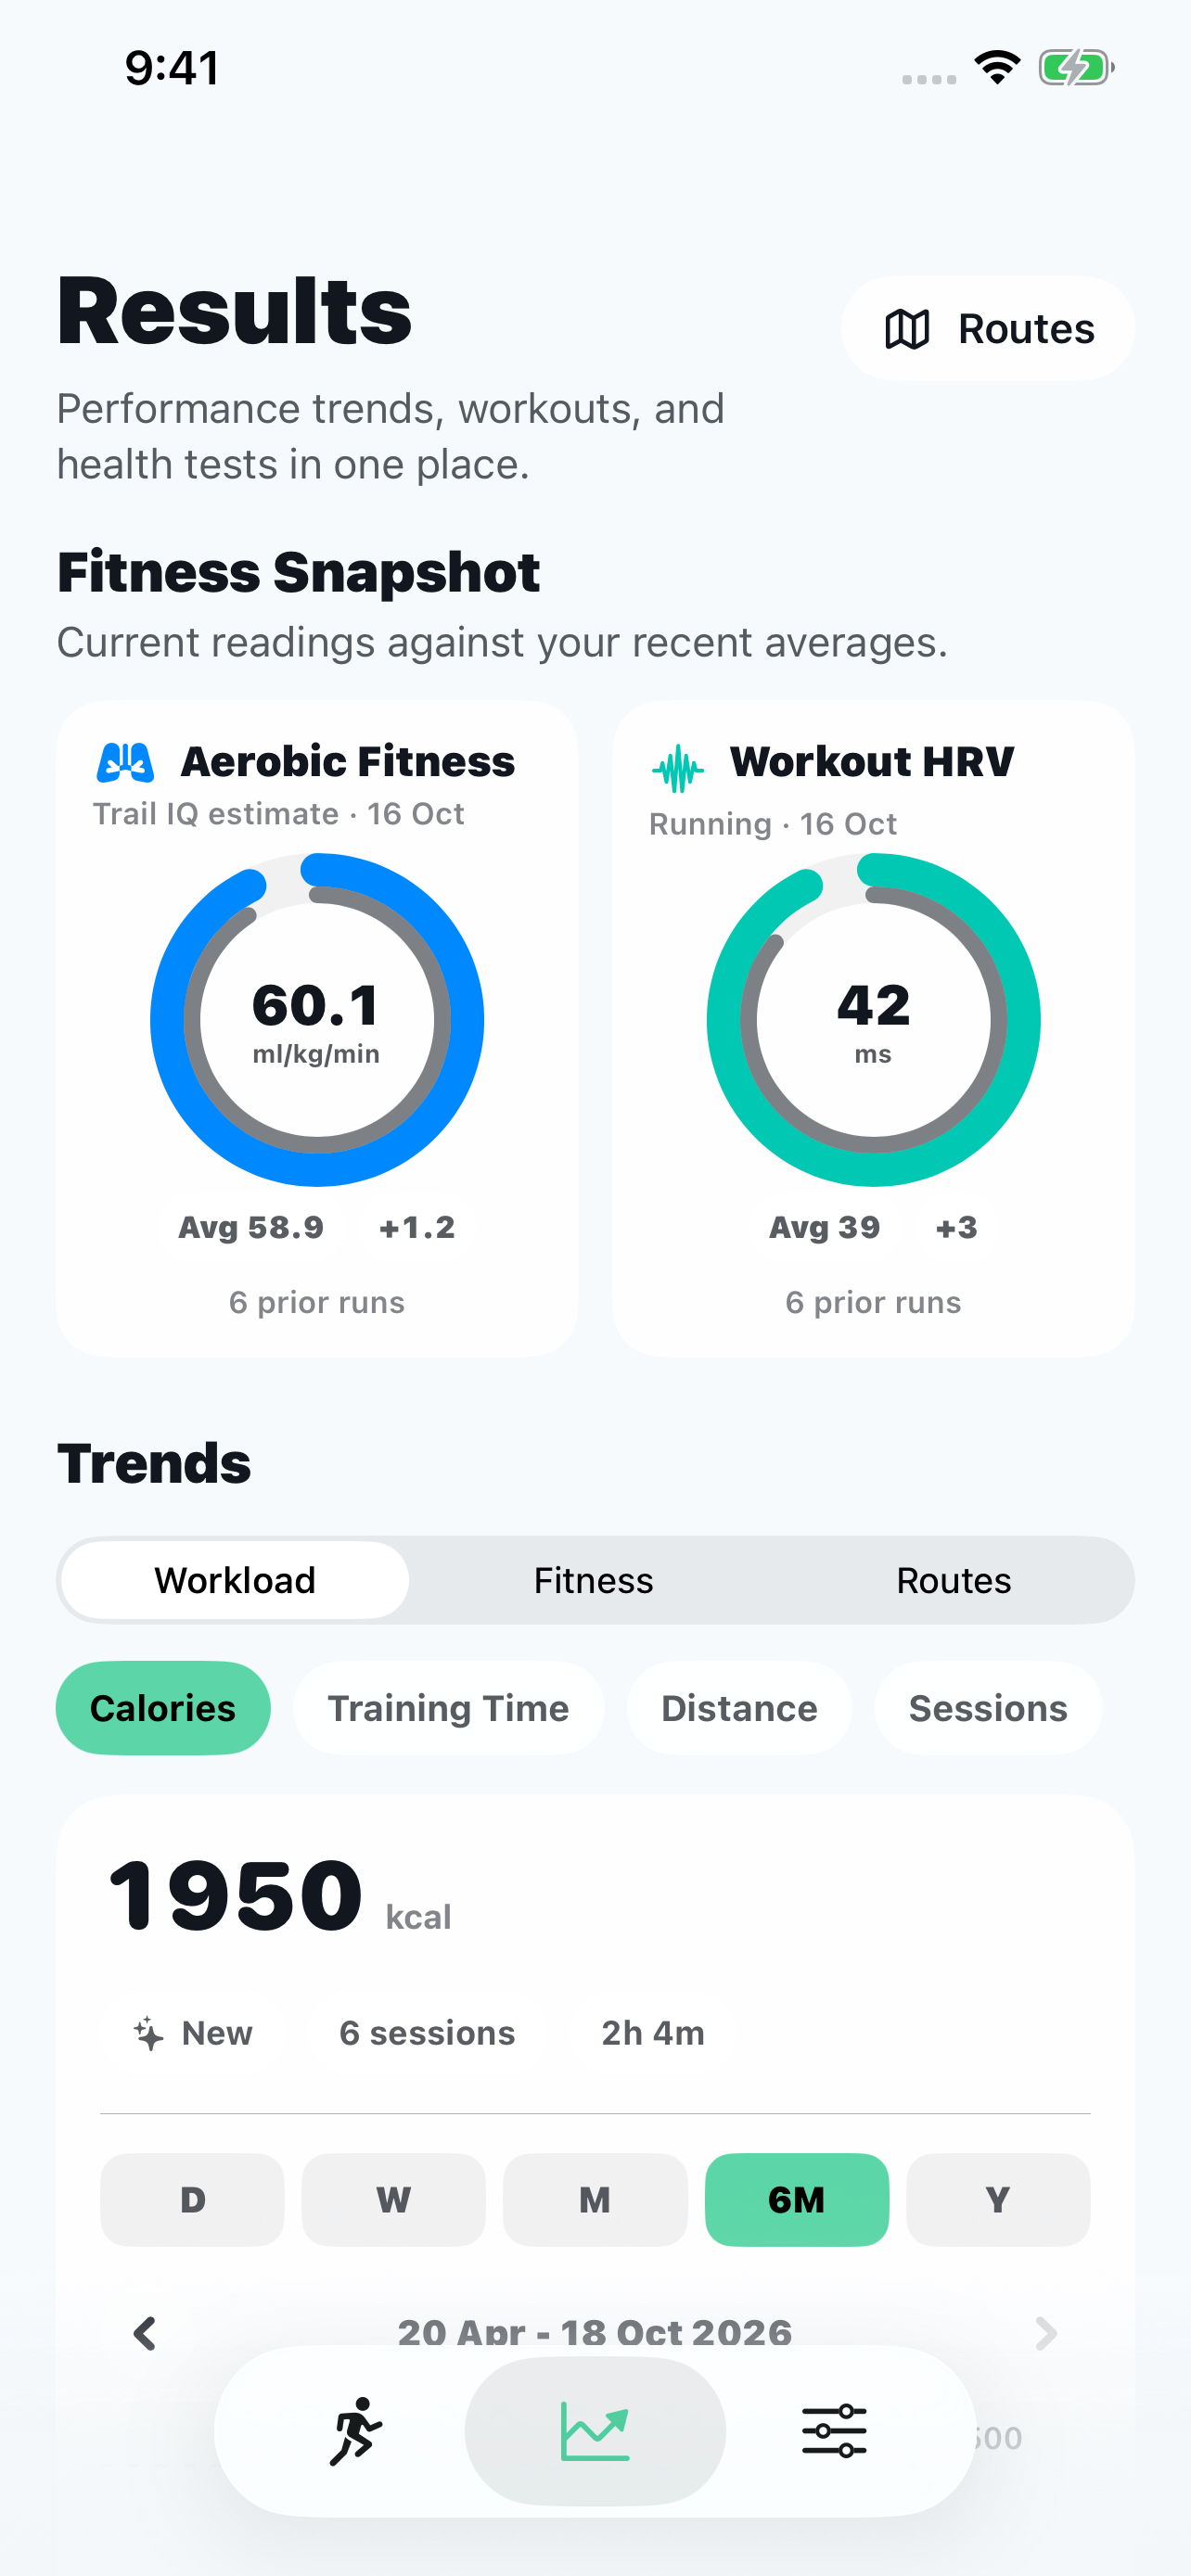 9:41
Results
Routes
Performance trends, workouts, and
health tests in one place.
Fitness Snapshot
Current readings against your recent averages.
Aerobic Fitness
Trail IQ estimate · 16 Oct
60.1
ml/kg/min
Avg 58.9
+1.2
6 prior runs
Workout HRV
Running · 16 Oct
42
ms
Avg 39
+3
6 prior runs
Trends
Workload
Fitness
Routes
Calories
Training Time
Distance
Sessions
1950 kcal
New
6 sessions
2h 4m
D
W
M
6M
Y
20 Apr - 18 Oct 2026